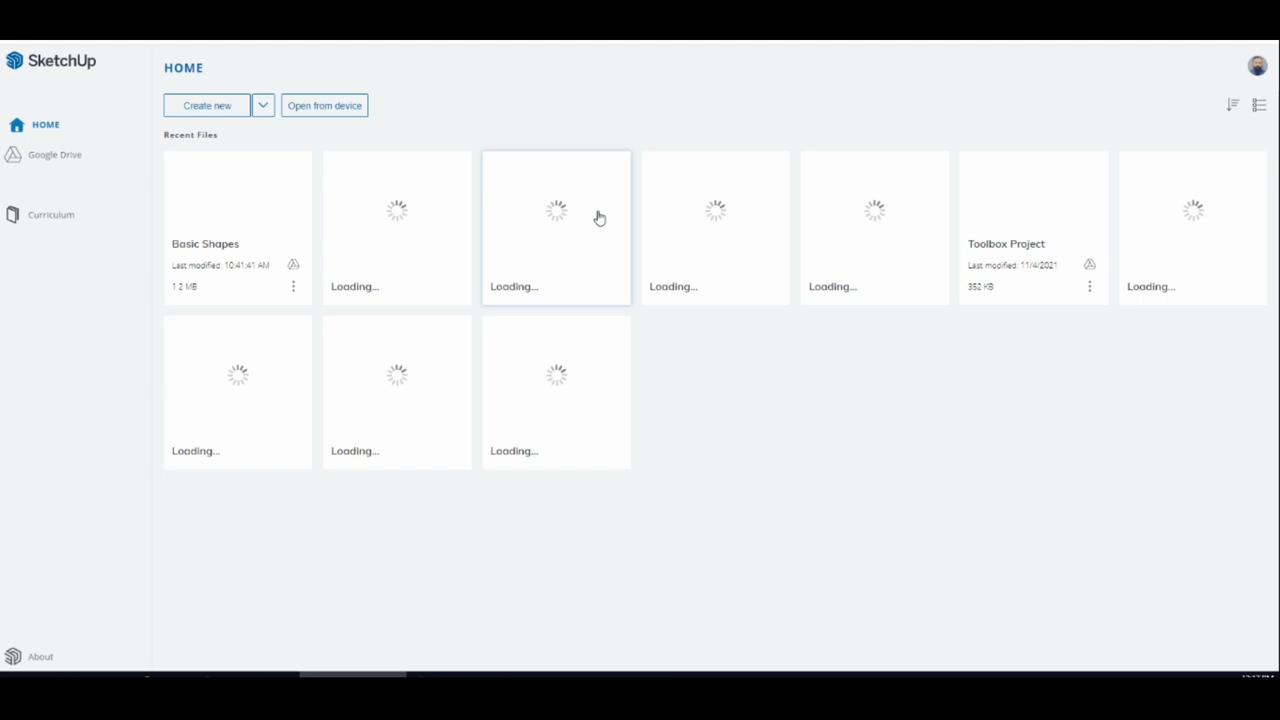 SketchUp
HOME
Create new
Open from device
HOME
Recent Files
Google Drive
Curriculum
Basic Shapes
Last modified: 10:41:41 AM
1.2 MB
Loading...
Loading...
Loading...
Loading...
Toolbox Project
Last modified: 11/4/2021
352 KB
Loading...
Loading...
Loading...
Loading...
About